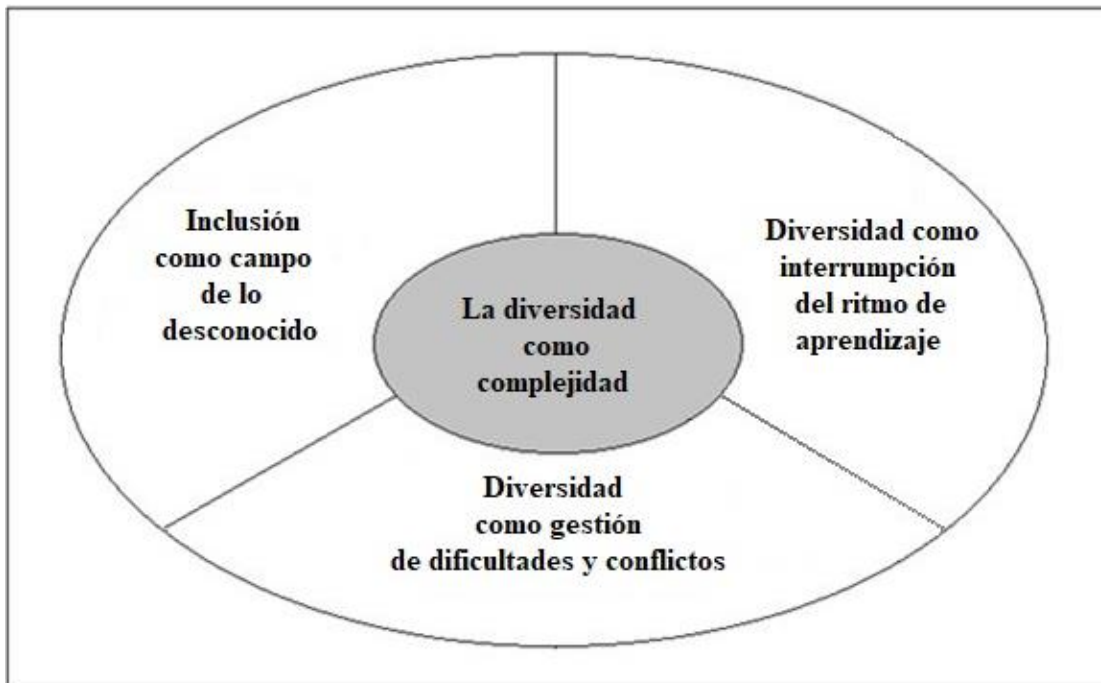 Inclusión
como campo
de lo
desconocido
La diversidad
como
complejidad
Diversidad como
interrumpción
del ritmo de
aprendizaje
Diversidad
como gestión
de dificultades y conflictos